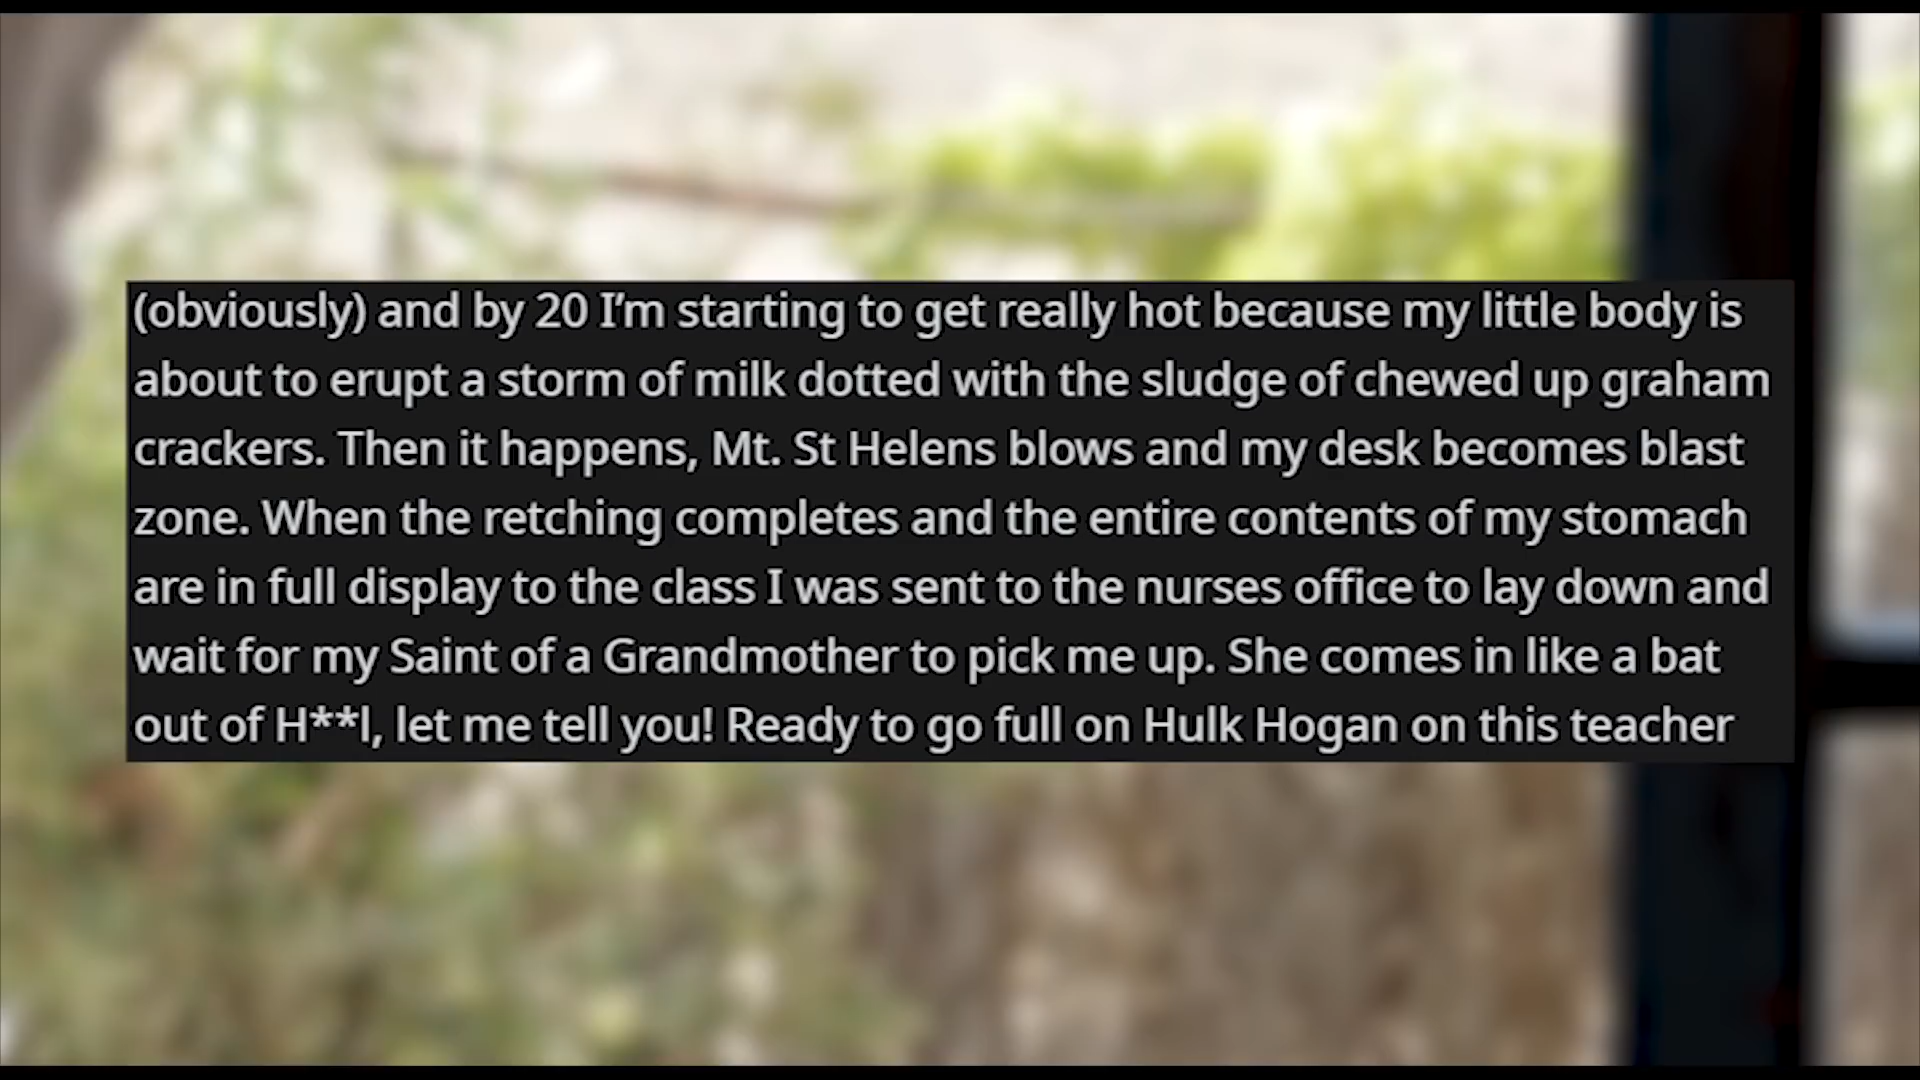 (obviously) and by 20 I’m starting to get really hot because my little body is
about to erupt a storm of milk dotted with the sludge of chewed up graham
crackers. Then it happens, Mt. St Helens blows and my desk becomes blast
zone. When the retching completes and the entire contents of my stomach
are in full display to the class I was sent to the nurses office to lay down and
wait for my Saint of a Grandmother to pick me up. She comes in like a bat
out of H**l, let me tell you! Ready to go full on Hulk Hogan on this teacher